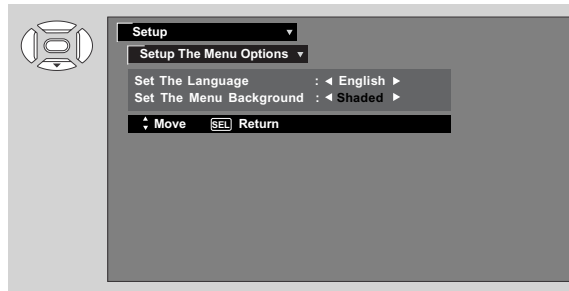 Setup
Setup The Menu Options
Set The Language : English
Set The Menu Background : Shaded
Move SEL Return